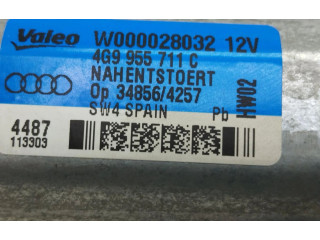 Valeo W000028032 12V
4G9 955 711 C
NAHENTSTOERT
Op 34856/4257
SW4 SPAIN Pb
HW02
4487
113303